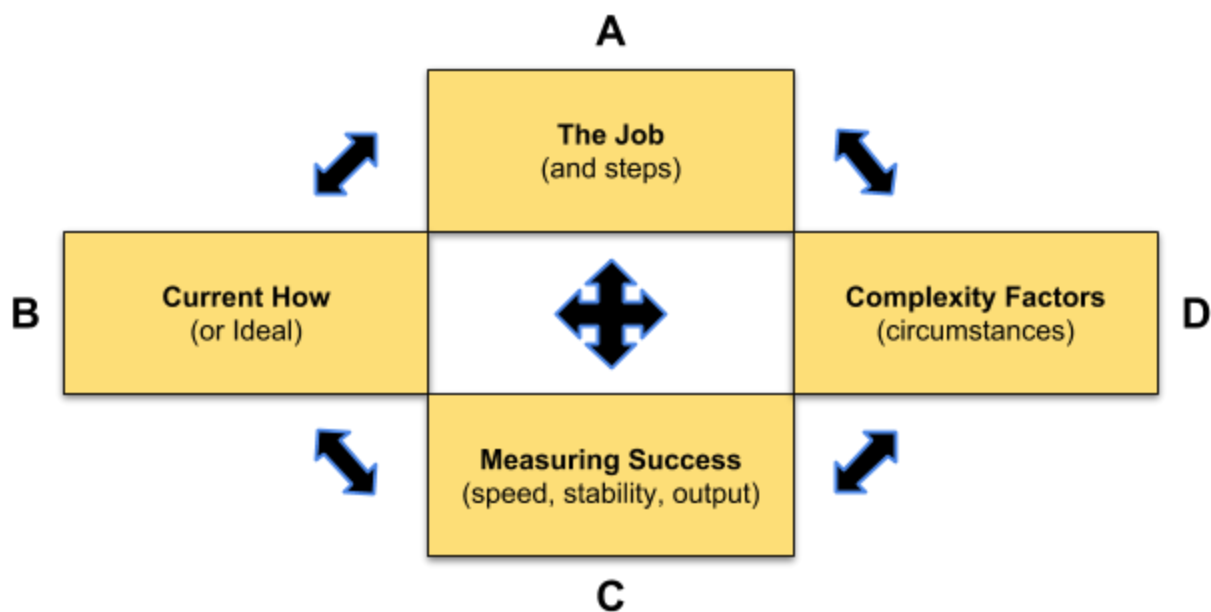 A
The Job
(and steps)
B
Current How
(or Ideal)
Complexity Factors
(circumstances)
D
Measuring Success
(speed, stability, output)
C